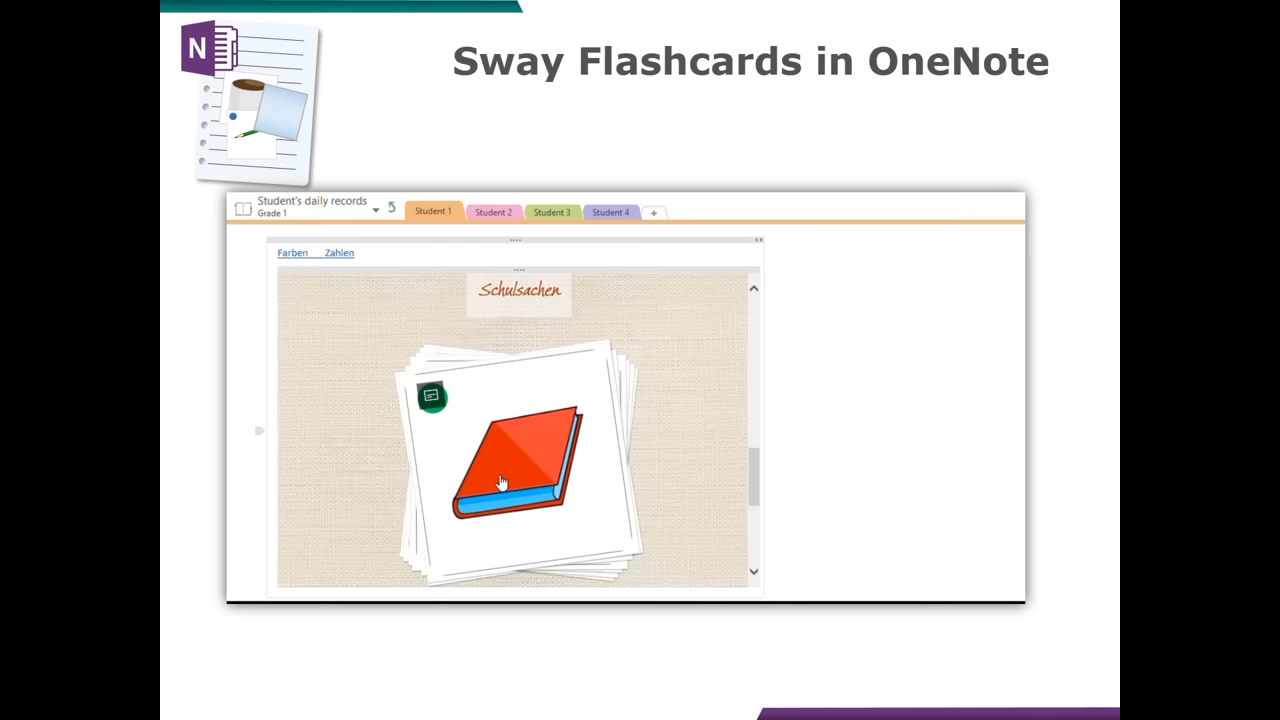 N
Sway Flashcards in OneNote
Student's daily records
Grade 1
Student 1
Student 2
Student 3
Student 4
+
Farben
Zahlen
Schulsachen